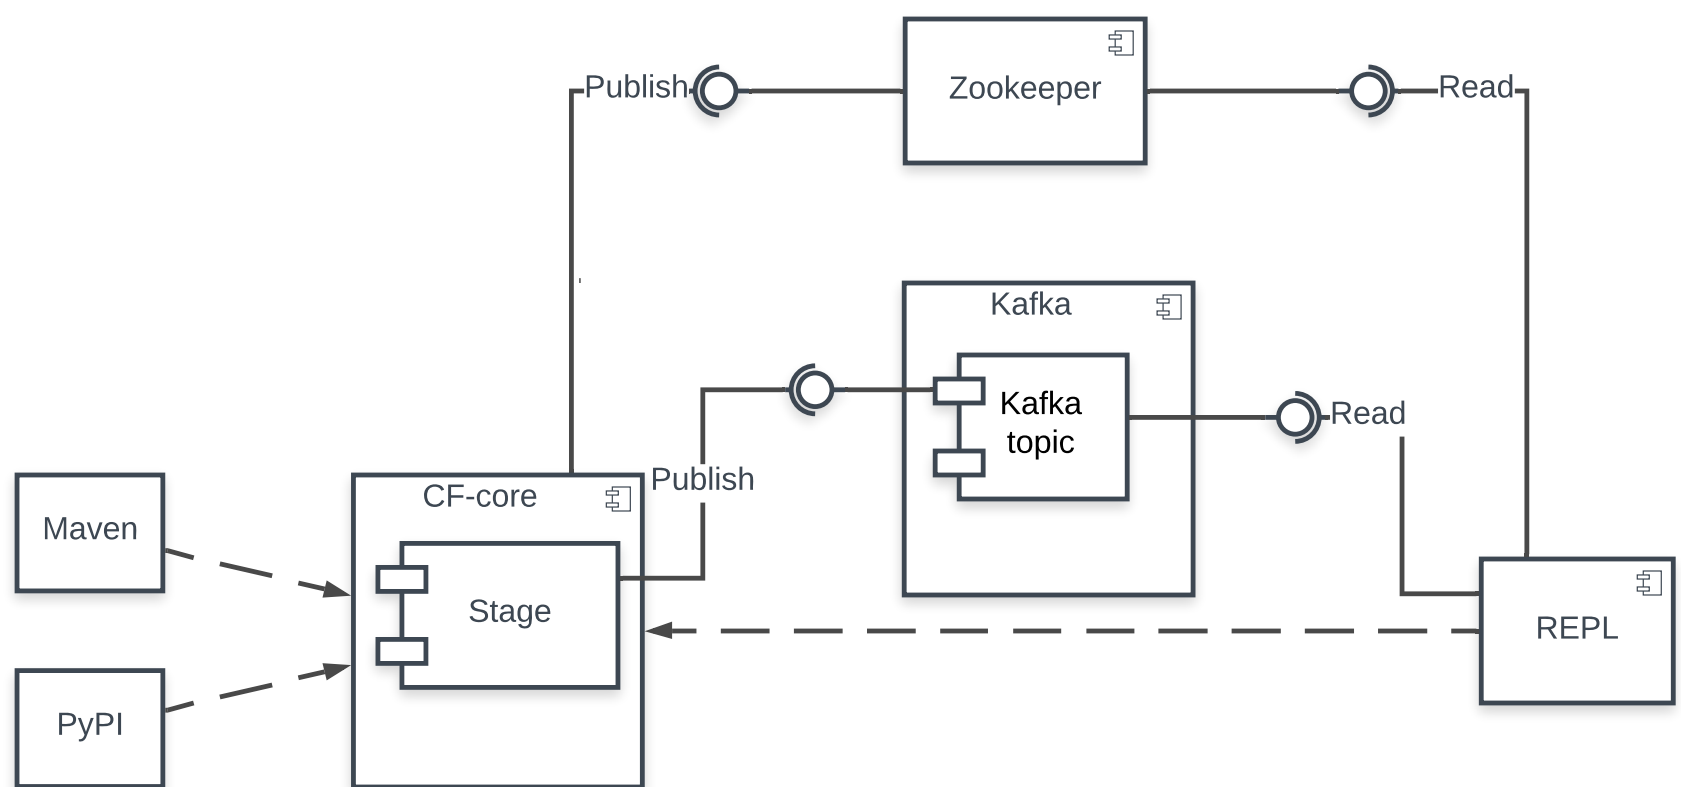 Publish
Zookeeper
Read
Kafka
Kafka
topic
Read
Publish
CF-core
Maven
Stage
REPL
PyPI